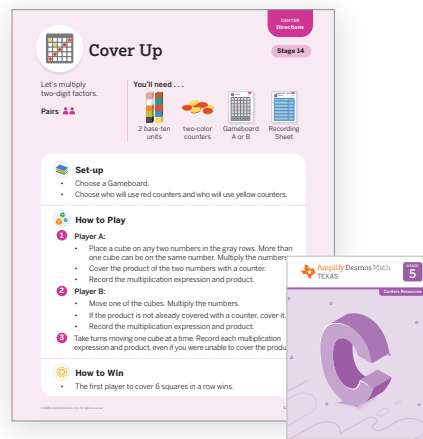 CENTER
Directions
Cover Up
Stage 14
Let's multiply
two-digit factors.
Pairs
You'll need . . .
2 base-ten
units
two-color
counters
Gameboard
A or B
Recording
Sheet
Set-up
• Choose a Gameboard.
• Choose who will use red counters and who will use yellow counters.
How to Play
1 Player A:
• Place a cube on any two numbers in the gray rows. More than
one cube can be on the same number. Multiply the numbers
• Cover the product of the two numbers with a counter.
• Record the multiplication expression and product.
2 Player B:
• Move one of the cubes. Multiply the numbers.
• If the product is not already covered with a counter, cover it.
• Record the multiplication expression and product.
3 Take turns moving one cube at a time. Record each multiplication
expression and product, even if you were unable to cover the produ
How to Win
• The first player to cover 6 squares in a row wins.
Amplify Desmos Math
TEXAS
GRADE
5
Centers Resources